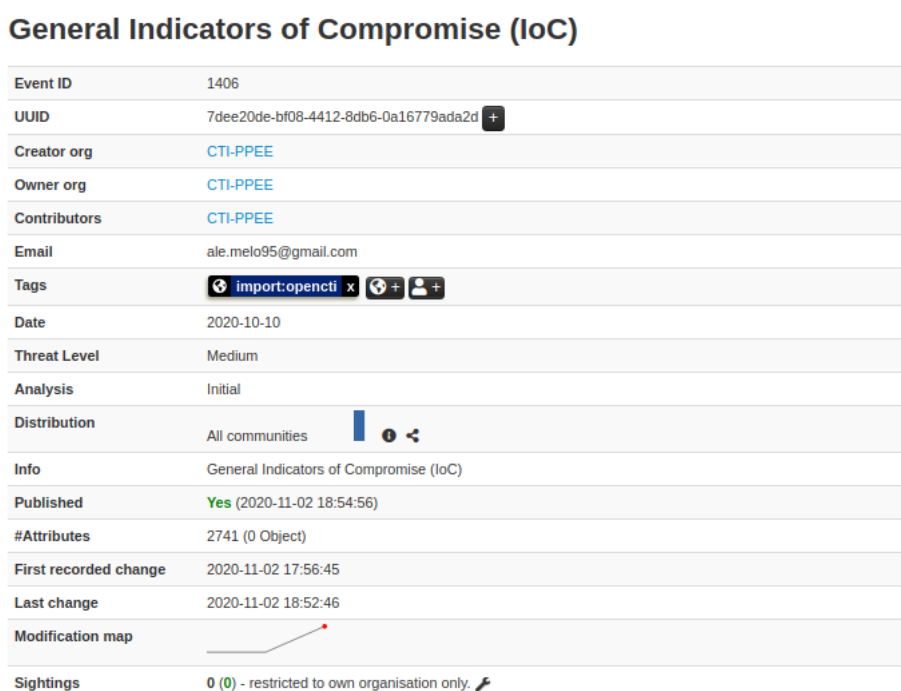 General Indicators of Compromise (IoC)
Event ID 1406
UUID 7dee20de-bf08-4412-8db6-0a16779ada2d +
Creator org CTI-PPEE
Owner org CTI-PPEE
Contributors CTI-PPEE
Email ale.melo95@gmail.com
Tags import:opencti x + +
Date 2020-10-10
Threat Level Medium
Analysis Initial
Distribution All communities
Info General Indicators of Compromise (IoC)
Published Yes (2020-11-02 18:54:56)
#Attributes 2741 (0 Object)
First recorded change 2020-11-02 17:56:45
Last change 2020-11-02 18:52:46
Modification map
Sightings 0 (0) - restricted to own organisation only.